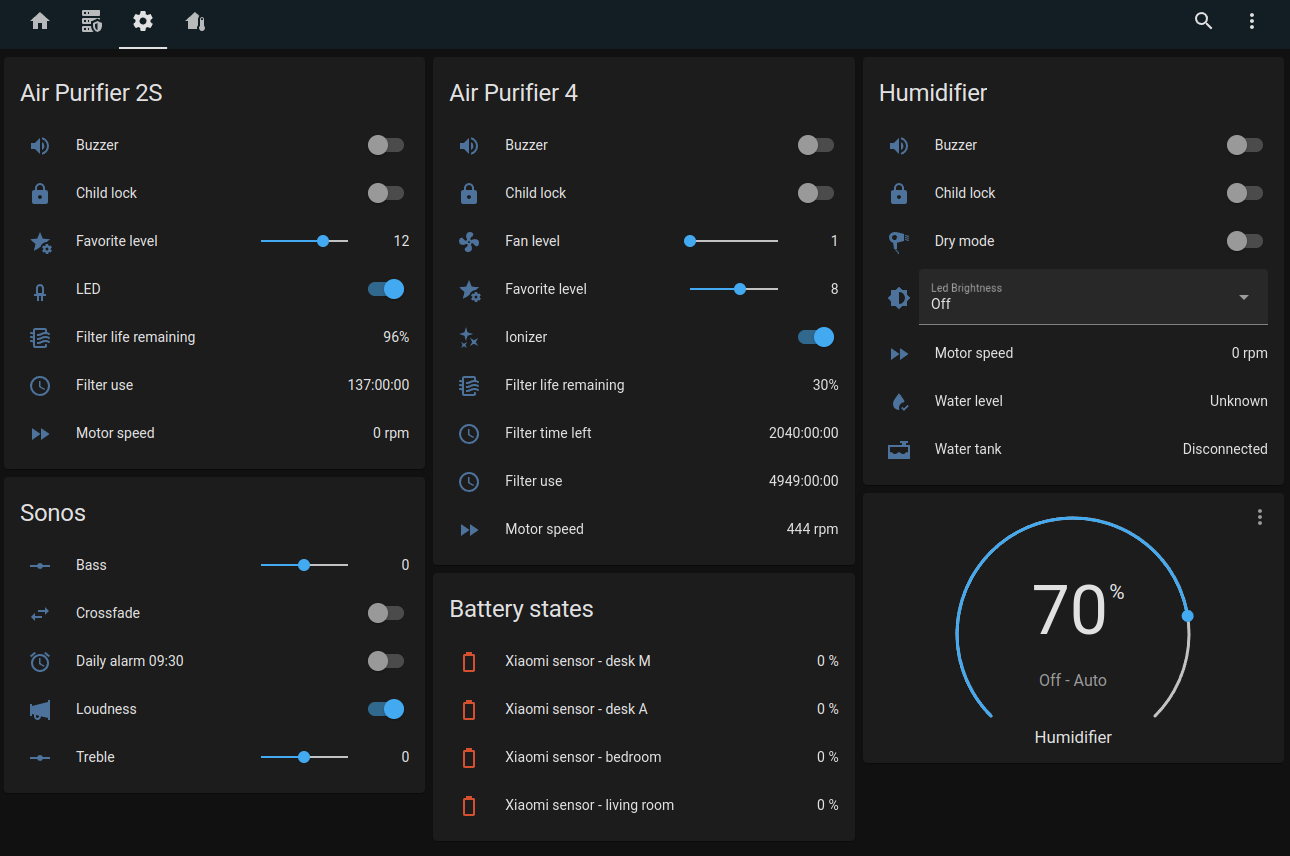 Air Purifier 2S
Buzzer
Child lock
Favorite level 12
LED
Filter life remaining 96%
Filter use 137:00:00
Motor speed 0 rpm
Sonos
Bass 0
Crossfade
Daily alarm 09:30
Loudness
Treble 0
Air Purifier 4
Buzzer
Child lock
Fan level 1
Favorite level 8
Ionizer
Filter life remaining 30%
Filter time left 2040:00:00
Filter use 4949:00:00
Motor speed 444 rpm
Battery states
Xiaomi sensor - desk M 0 %
Xiaomi sensor - desk A 0 %
Xiaomi sensor - bedroom 0 %
Xiaomi sensor - living room 0 %
Humidifier
Buzzer
Child lock
Dry mode
Led Brightness
Off
Motor speed 0 rpm
Water level Unknown
Water tank Disconnected
70 %
Off - Auto
Humidifier